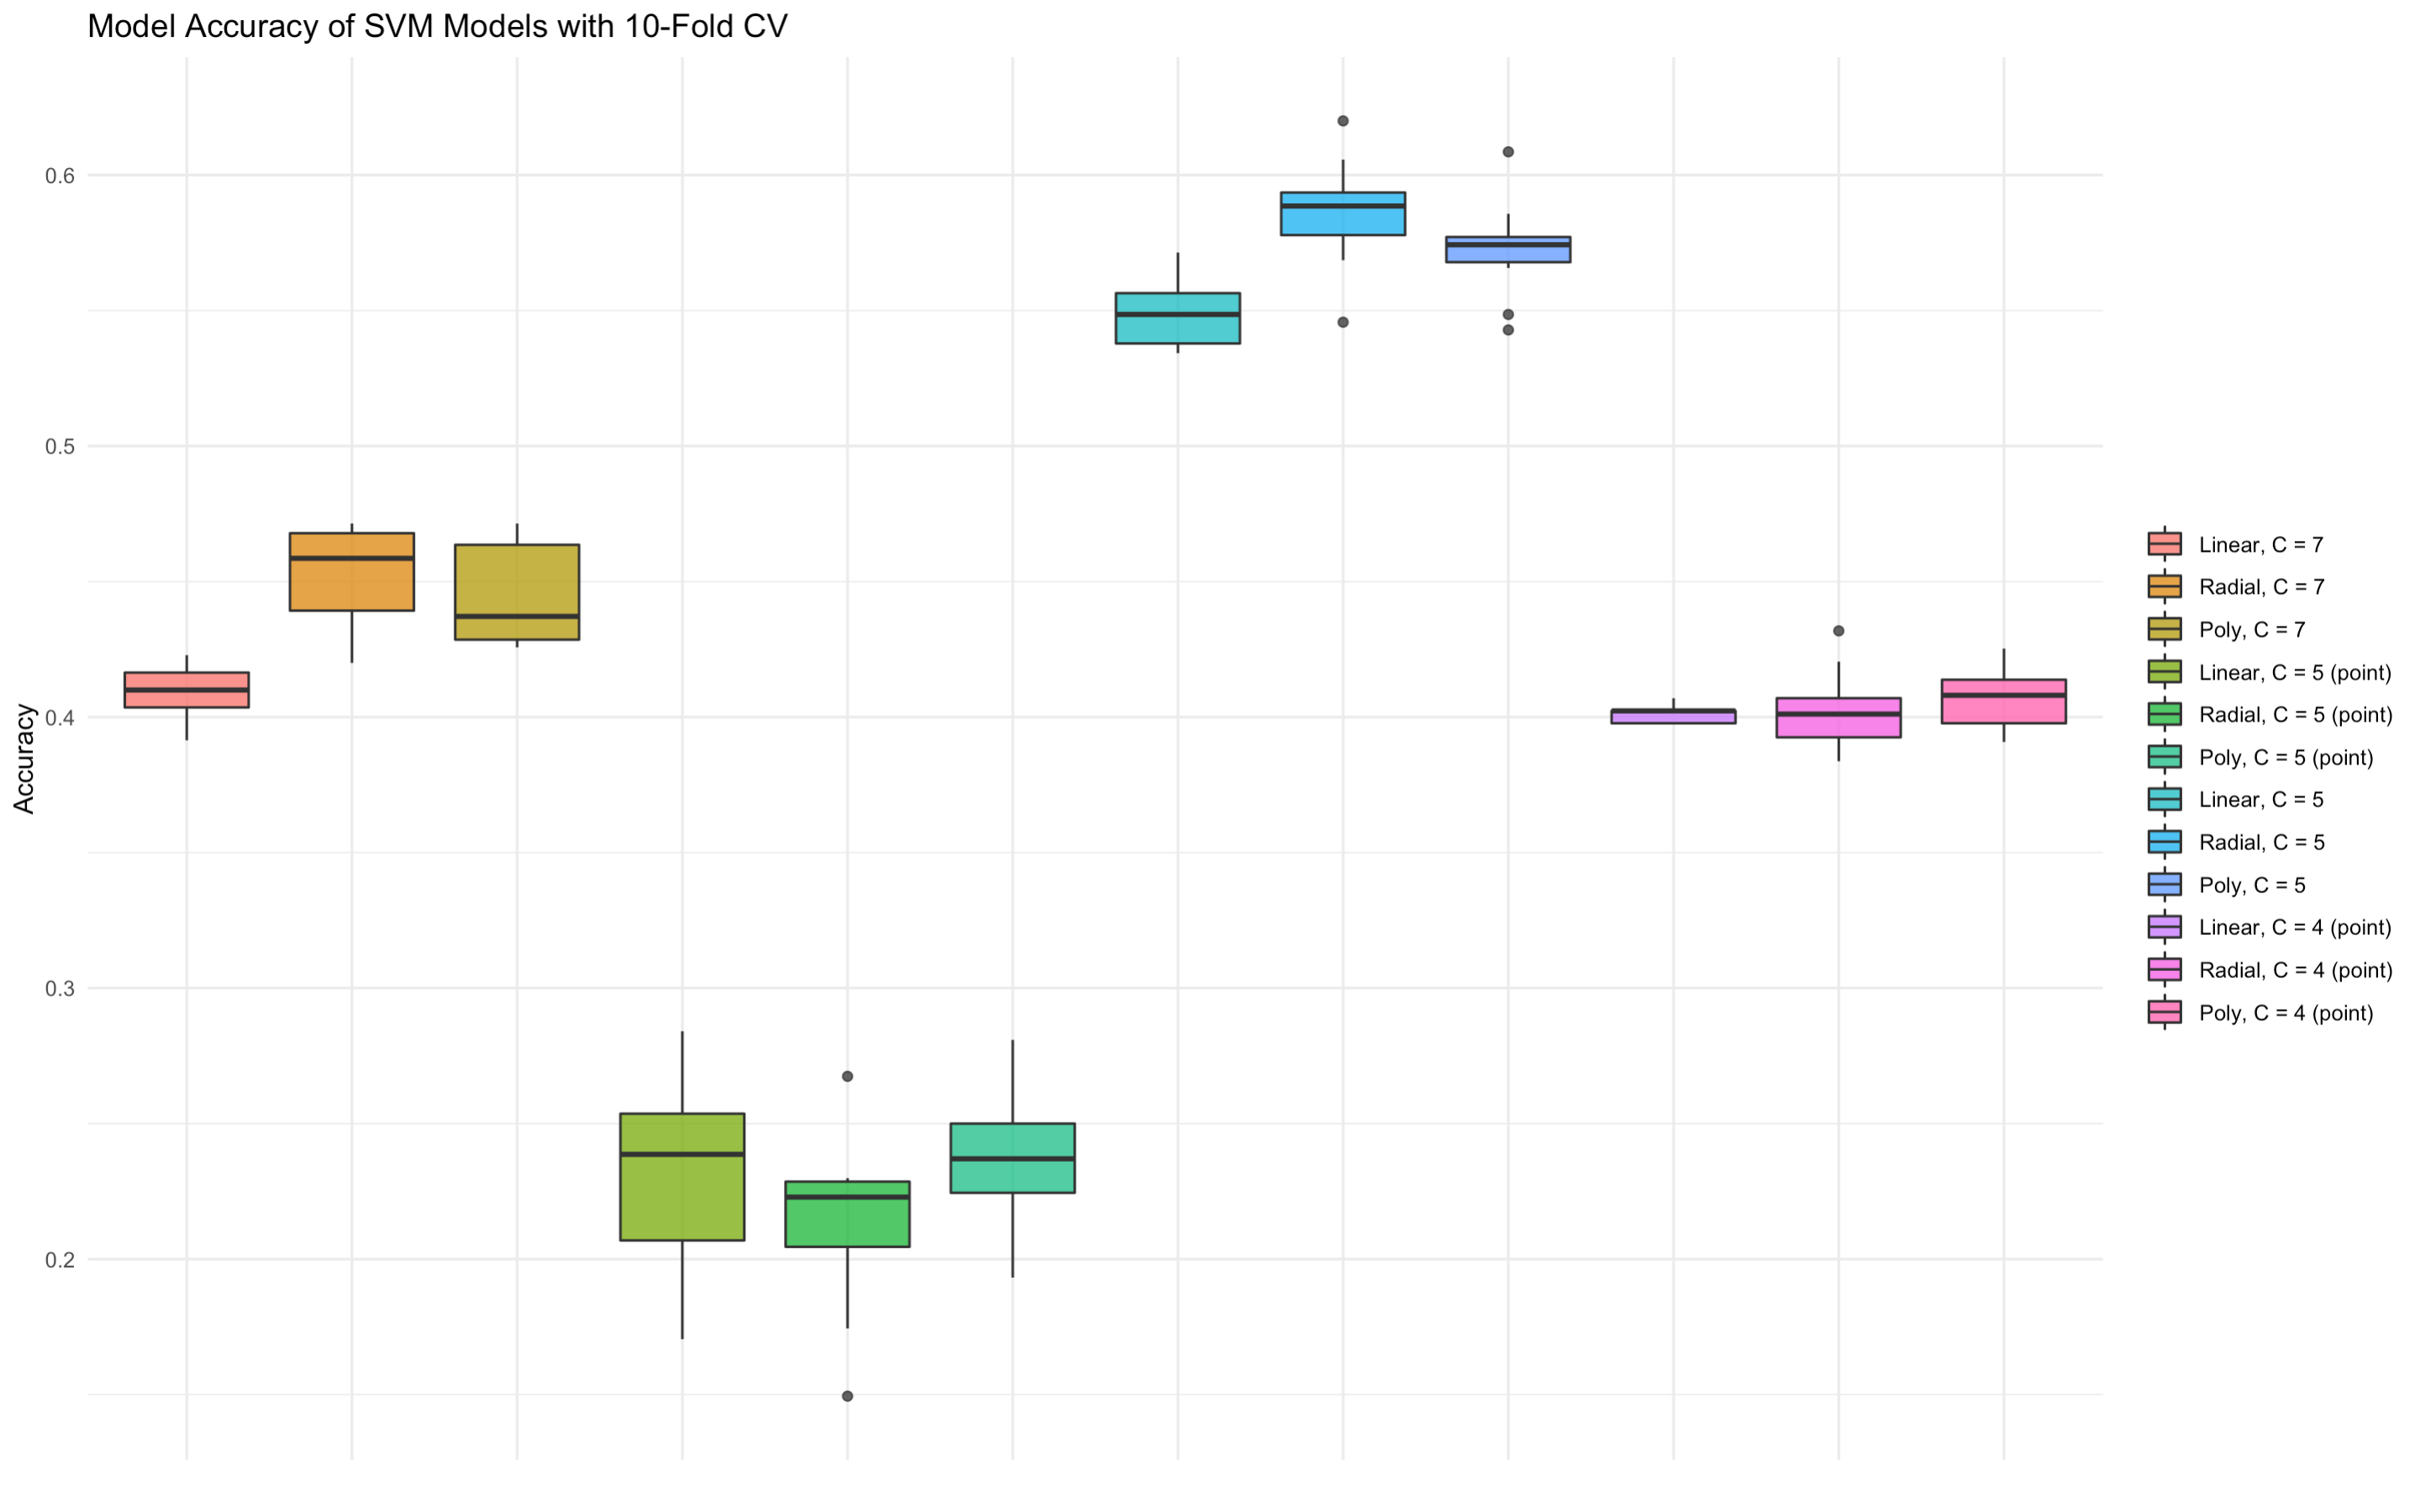 Model Accuracy of SVM Models with 10-Fold CV
Accuracy
0.6
0.5
0.4
0.3
0.2
Linear, C = 7
Radial, C = 7
Poly, C = 7
Linear, C = 5 (point)
Radial, C = 5 (point)
Poly, C = 5 (point)
Linear, C = 5
Radial, C = 5
Poly, C = 5
Linear, C = 4 (point)
Radial, C = 4 (point)
Poly, C = 4 (point)